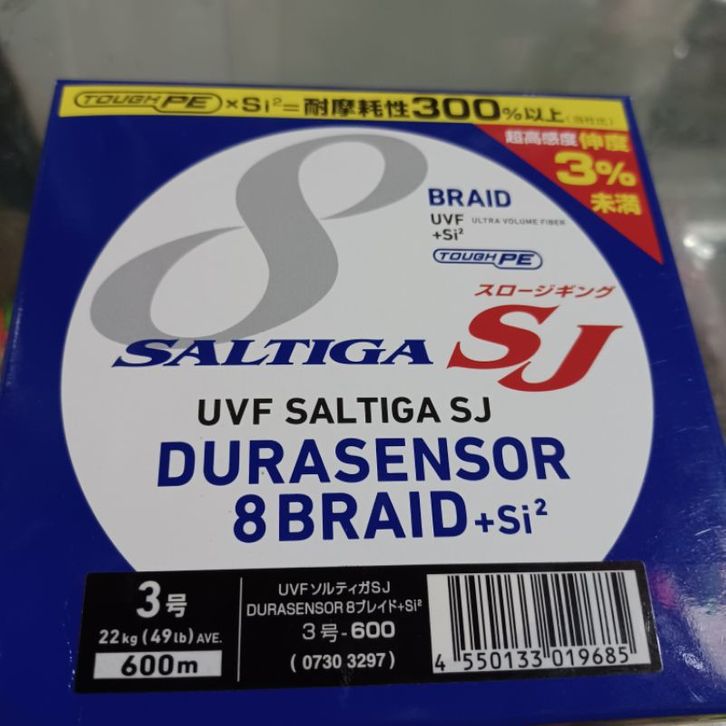 TOUGH PE × Si²=耐摩耗性300%以上(当社比)
超高感度 伸度
3%
未満
8
BRAID
UVF ULTRA VOLUME FIBER
+Si²
TOUGH PE
スロージギング
SALTIGA SJ
UVF SALTIGA SJ
DURASENSOR
8BRAID+Si²
3号
22kg (49lb) AVE.
600m
UVFソルティガSJ
DURASENSOR 8ブレイド+Si²
3号-600
(0730 3297)
4 550133 019685